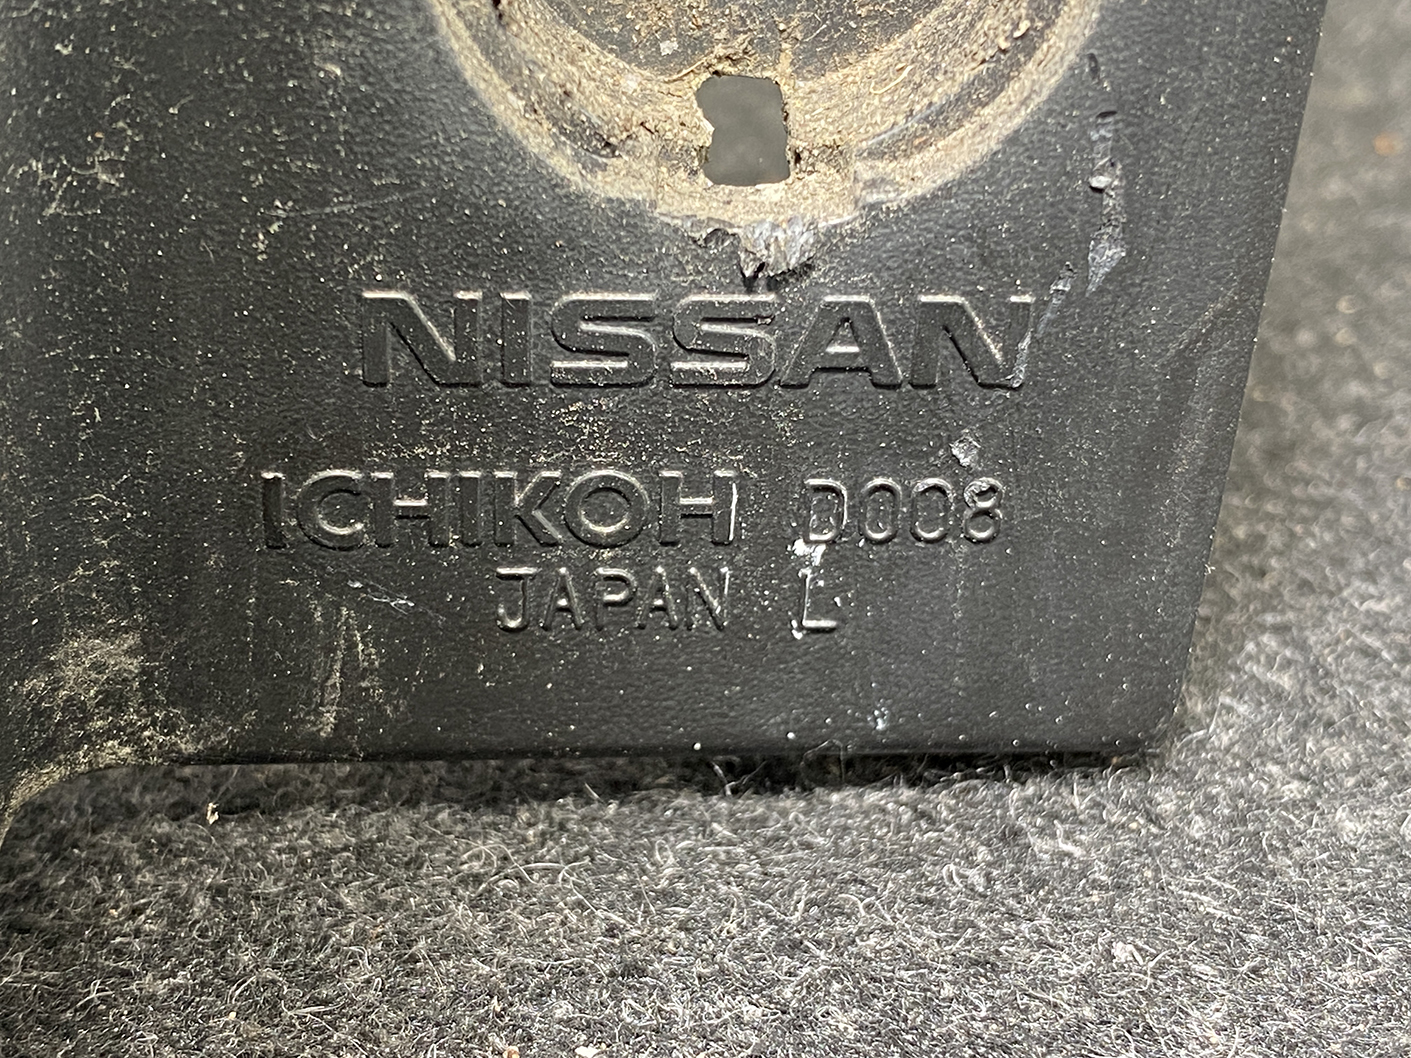 NISSAN
ICHIKOH D008
JAPAN L